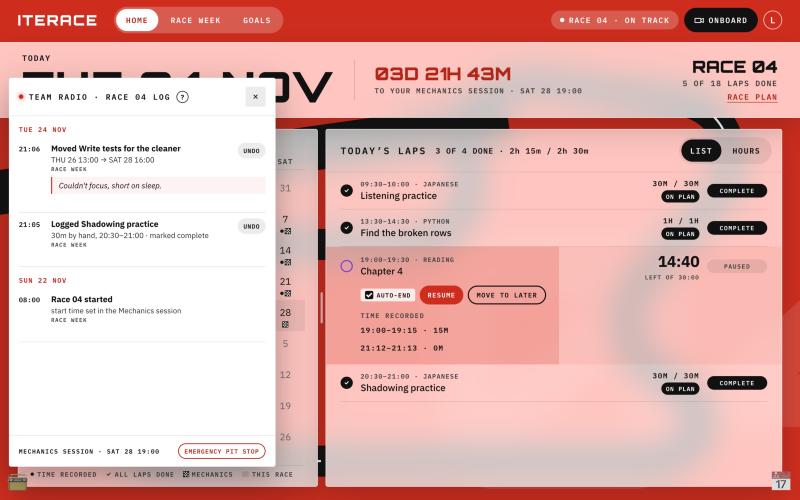 ITERACE
HOME
RACE WEEK
GOALS
RACE 04 · ON TRACK
ONBOARD
L
TODAY
03D 21H 43M
TO YOUR MECHANICS SESSION · SAT 28 19:00
RACE 04
5 OF 18 LAPS DONE
RACE PLAN
TEAM RADIO · RACE 04 LOG ?
×
TUE 24 NOV
21:06 Moved Write tests for the cleaner
UNDO
THU 26 13:00 → SAT 28 16:00
RACE WEEK
Couldn't focus, short on sleep.
21:05 Logged Shadowing practice
UNDO
30m by hand, 20:30–21:00 · marked complete
RACE WEEK
SUN 22 NOV
08:00 Race 04 started
start time set in the Mechanics session
RACE WEEK
MECHANICS SESSION · SAT 28 19:00
EMERGENCY PIT STOP
SAT
31
7
14
21
28
5
12
19
26
TIME RECORDED
ALL LAPS DONE
MECHANICS
THIS RACE
TODAY'S LAPS 3 OF 4 DONE · 2h 15m / 2h 30m
LIST
HOURS
09:30–10:00 · JAPANESE
Listening practice
30M / 30M
ON PLAN
COMPLETE
13:30–14:30 · PYTHON
Find the broken rows
1H / 1H
ON PLAN
COMPLETE
19:00–19:30 · READING
Chapter 4
14:40
LEFT OF 30:00
PAUSED
AUTO-END
RESUME
MOVE TO LATER
TIME RECORDED
19:00–19:15 · 15M
21:12–21:13 · 0M
20:30–21:00 · JAPANESE
Shadowing practice
30M / 30M
ON PLAN
COMPLETE
17